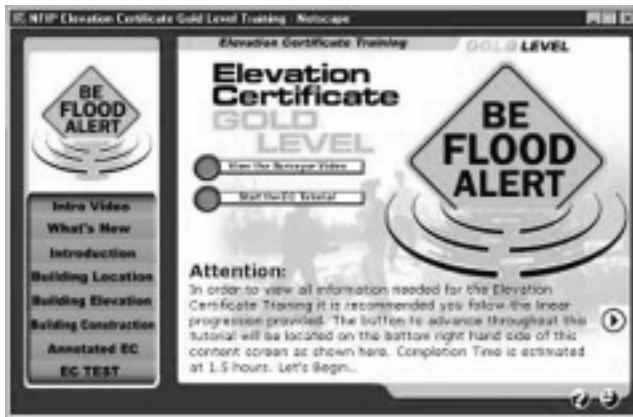 NFIP Elevation Certificate Gold Level Training - Netscape
Elevation Certificate Training
GOLD LEVEL
BE
FLOOD
ALERT
Intro Video
What's New
Introduction
Building Location
Building Elevation
Building Construction
Annotated EC
EC TEST
Elevation
Certificate
GOLD
LEVEL
View the Surveyor Video
Start the EC Tutorial
BE
FLOOD
ALERT
Attention:
In order to view all information needed for the Elevation
Certificate Training it is recommended you follow the linear
progression provided. The button to advance throughout this
tutorial will be located on the bottom right hand side of this
content screen as shown here. Completion Time is estimated
at 1.5 hours. Let's Begin...
?